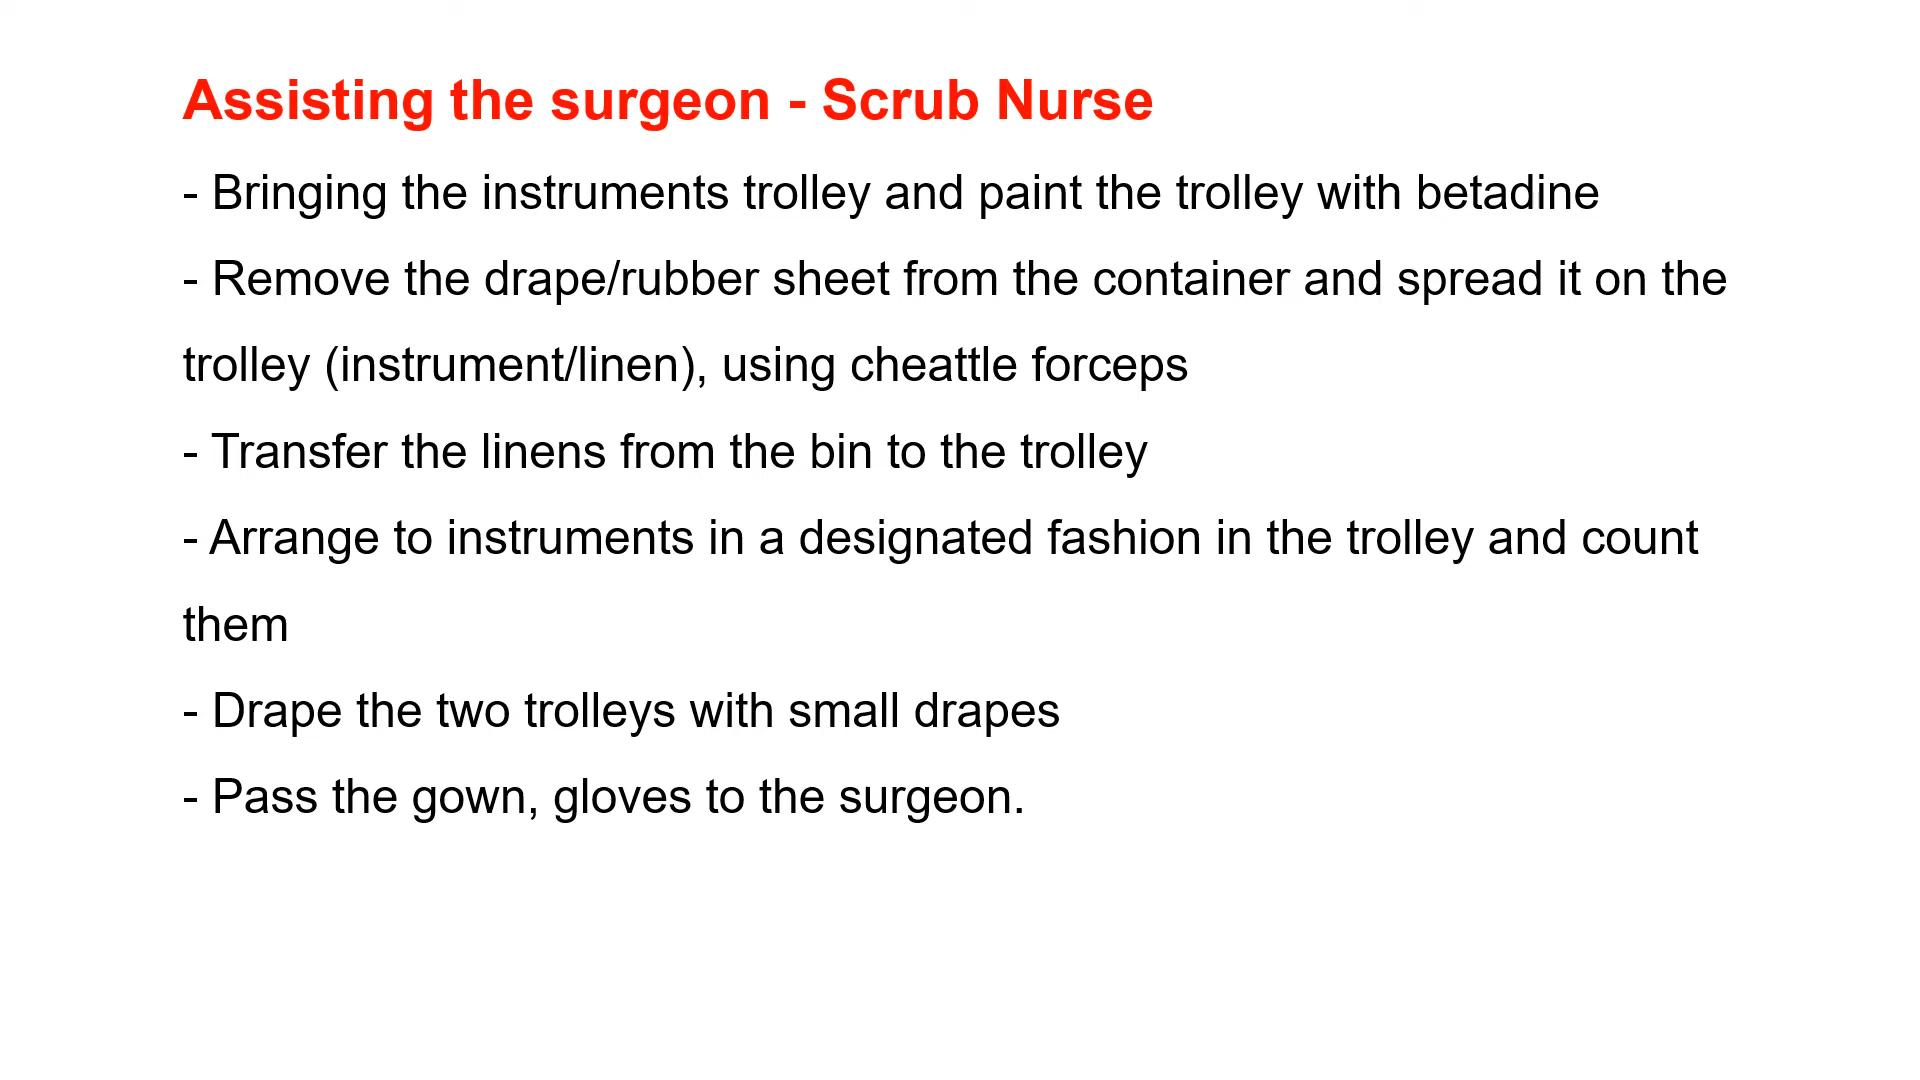 Assisting the surgeon - Scrub Nurse
- Bringing the instruments trolley and paint the trolley with betadine
- Remove the drape/rubber sheet from the container and spread it on the
trolley (instrument/linen), using cheattle forceps
- Transfer the linens from the bin to the trolley
- Arrange to instruments in a designated fashion in the trolley and count
them
- Drape the two trolleys with small drapes
- Pass the gown, gloves to the surgeon.